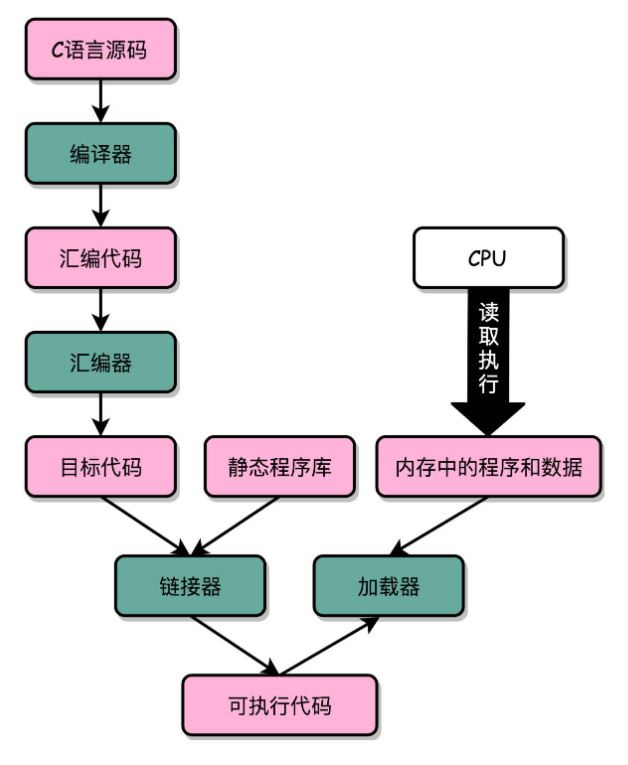 C语言源码
编译器
汇编代码
CPU
汇编器
读取执行
目标代码
静态程序库
内存中的程序和数据
链接器
加载器
可执行代码